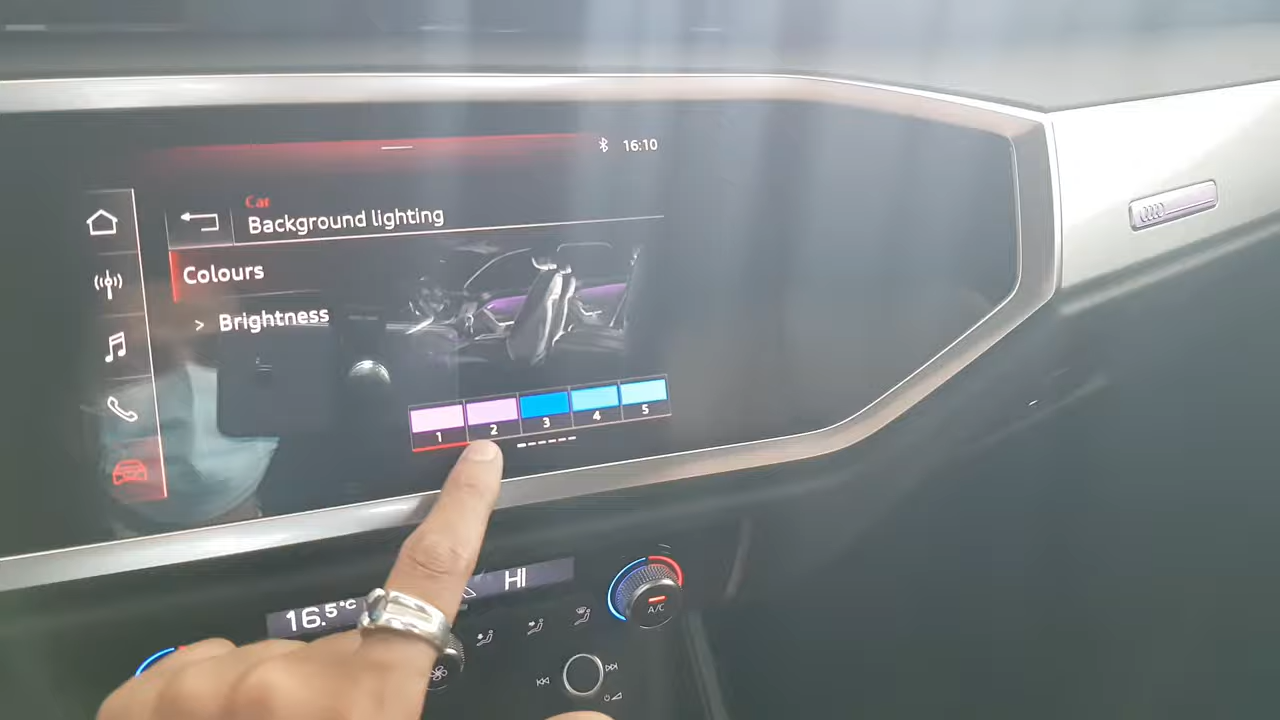 16:10
Car
Background lighting
Colours
> Brightness
1 2 3 4 5
16.5°C
HI
A/C